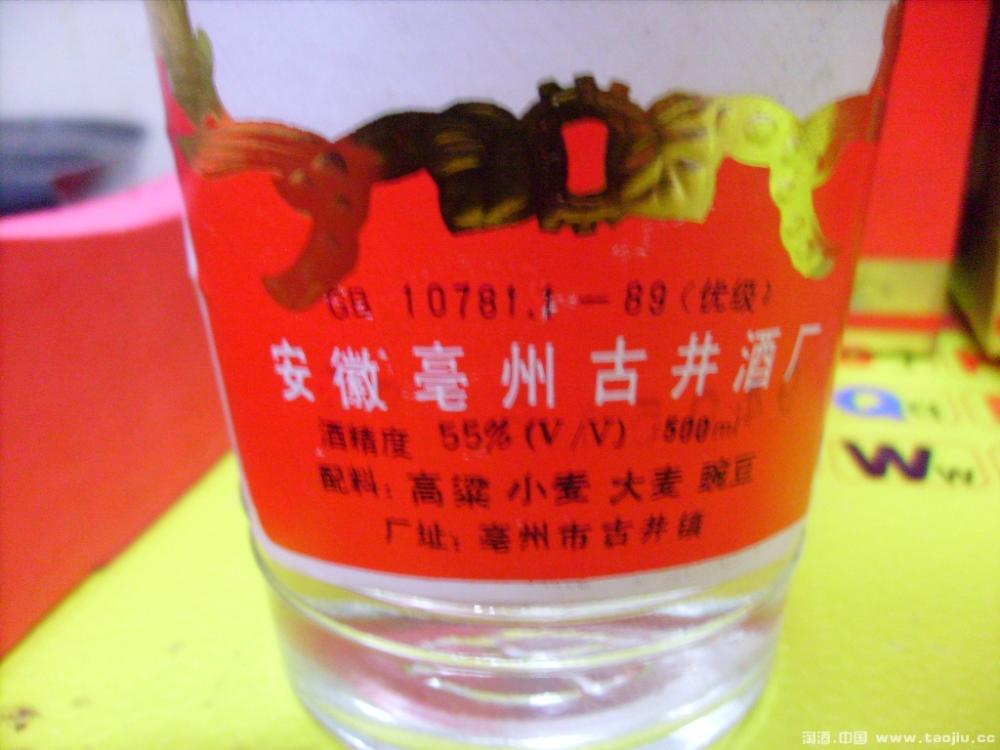 GB 10781.1—89(优级)
安徽亳州古井酒厂
酒精度 55%(V/V) 500ml
配料：高粱 小麦 大麦 豌豆
厂址：亳州市古井镇
Qq
Ww
淘酒.中国 www.taojiu.cc